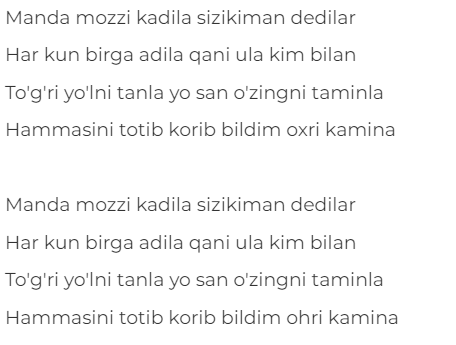 Manda mozzi kadila sizikiman dedilar
Har kun birga adila qani ula kim bilan
To'g'ri yo'lni tanla yo san o'zingni taminla
Hammasini totib korib bildim oxri kamina
Manda mozzi kadila sizikiman dedilar
Har kun birga adila qani ula kim bilan
To'g'ri yo'lni tanla yo san o'zingni taminla
Hammasini totib korib bildim ohri kamina